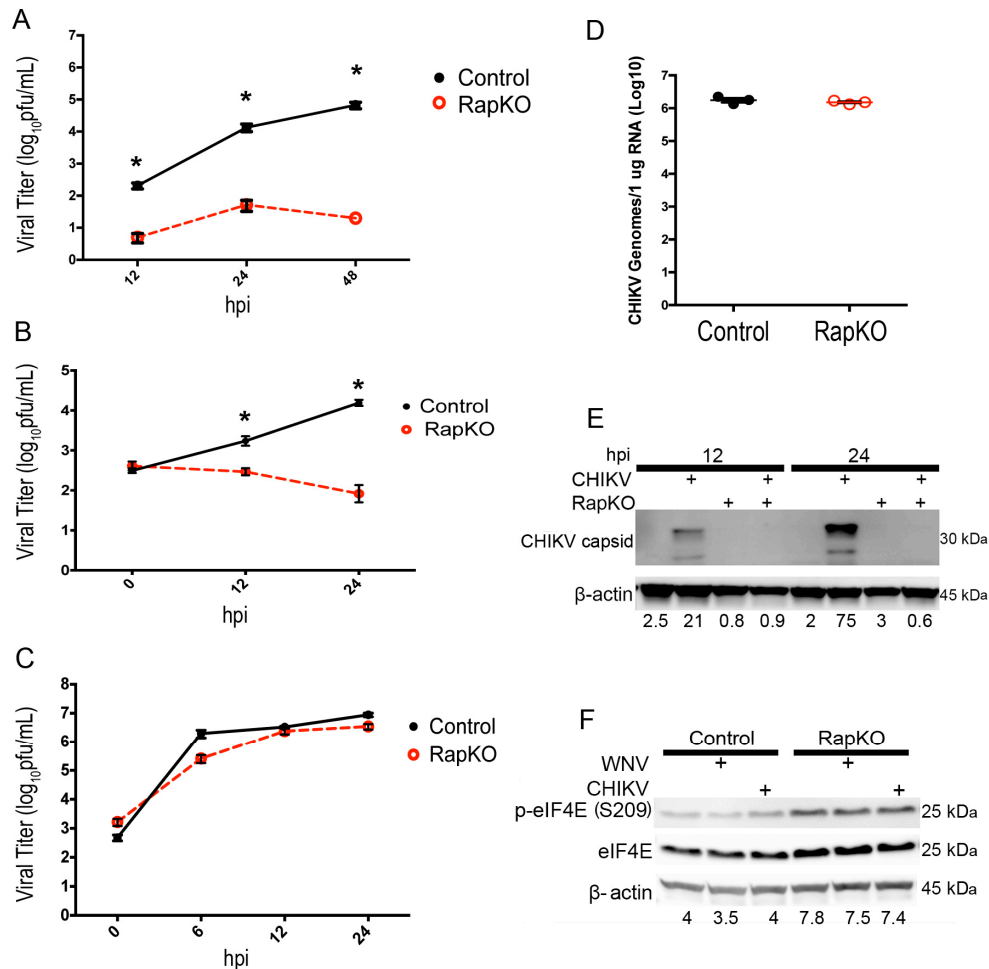 A
Viral Titer (log10pfu/mL)
7
6
5
4
3
2
1
0
*
*
*
12
24
48
hpi
Control
RapKO
B
Viral Titer (log10pfu/mL)
5
4
3
2
1
0
*
*
0
12
24
hpi
Control
RapKO
C
Viral Titer (log10pfu/mL)
8
7
6
5
4
3
2
1
0
0
6
12
24
hpi
Control
RapKO
D
CHIKV Genomes/1 ug RNA (Log10)
7
6
5
4
3
2
1
0
Control RapKO
E
hpi 12 24
CHIKV + + + +
RapKO + + + +
CHIKV capsid 30 kDa
β-actin 45 kDa
2.5 21 0.8 0.9 2 75 3 0.6
F
Control RapKO
WNV + +
CHIKV + +
p-eIF4E (S209) 25 kDa
eIF4E 25 kDa
β- actin 45 kDa
4 3.5 4 7.8 7.5 7.4